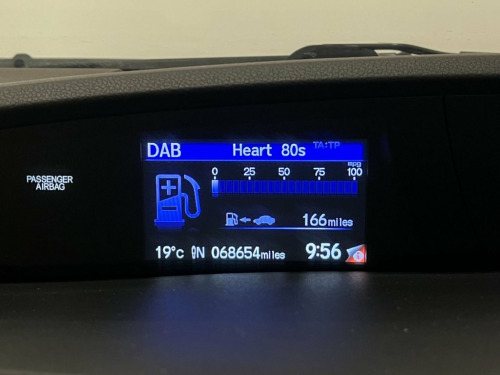 DAB Heart 80s TA:TP
mpg
0 25 50 75 100
PASSENGER
AIRBAG
166miles
19°c N 068654miles 9:56 i